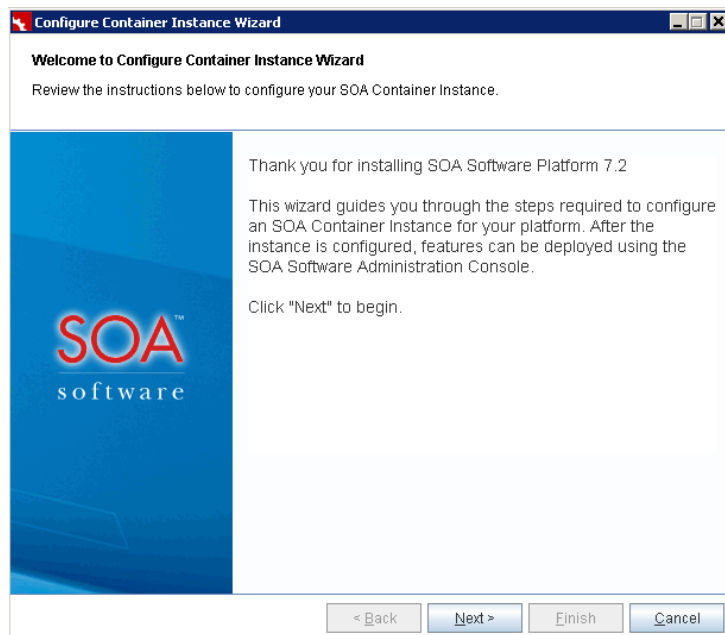 Configure Container Instance Wizard
Welcome to Configure Container Instance Wizard
Review the instructions below to configure your SOA Container Instance.
Thank you for installing SOA Software Platform 7.2
This wizard guides you through the steps required to configure
an SOA Container Instance for your platform. After the
instance is configured, features can be deployed using the
SOA Software Administration Console.
Click "Next" to begin.
SOA™
software
< Back
Next >
Finish
Cancel